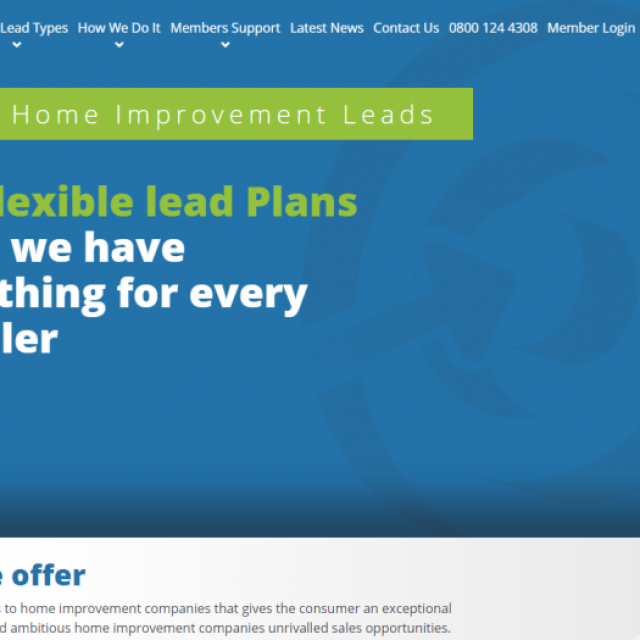 Lead Types How We Do It Members Support Latest News Contact Us 0800 124 4308 Member Login
Home Improvement Leads
lexible lead Plans
we have
thing for every
ler
offer
to home improvement companies that gives the consumer an exceptional
d ambitious home improvement companies unrivalled sales opportunities.